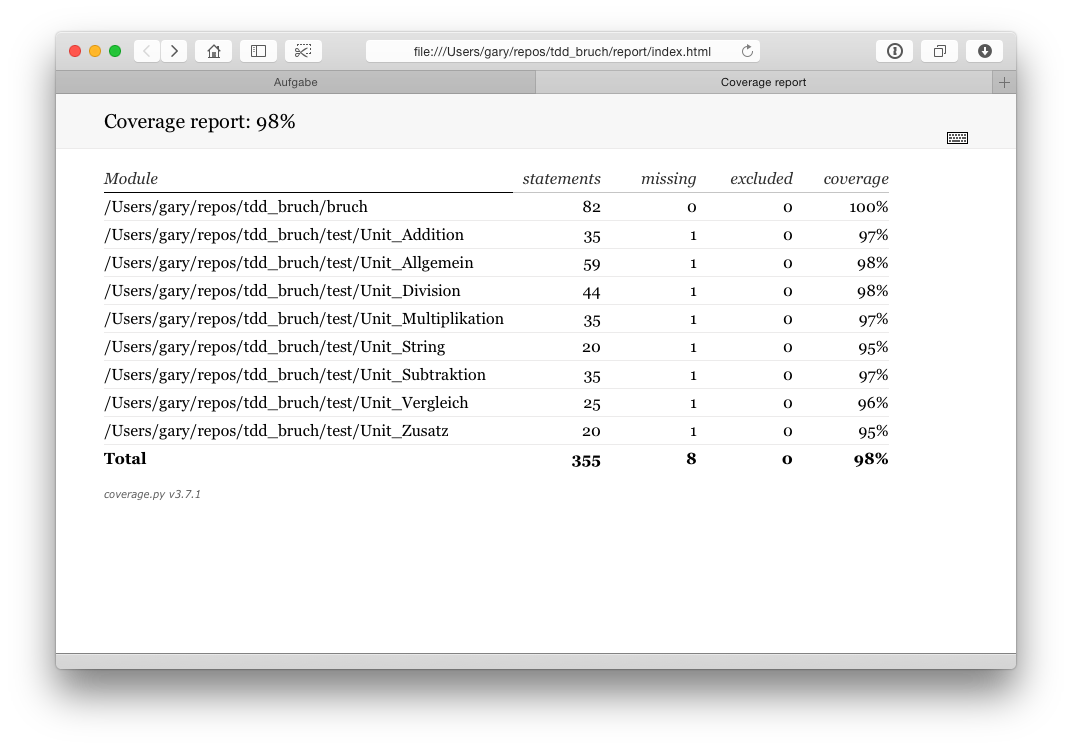 file:///Users/gary/repos/tdd_bruch/report/index.html
Aufgabe Coverage report
Coverage report: 98%
Module statements missing excluded coverage
/Users/gary/repos/tdd_bruch/bruch 82 0 0 100%
/Users/gary/repos/tdd_bruch/test/Unit_Addition 35 1 0 97%
/Users/gary/repos/tdd_bruch/test/Unit_Allgemein 59 1 0 98%
/Users/gary/repos/tdd_bruch/test/Unit_Division 44 1 0 98%
/Users/gary/repos/tdd_bruch/test/Unit_Multiplikation 35 1 0 97%
/Users/gary/repos/tdd_bruch/test/Unit_String 20 1 0 95%
/Users/gary/repos/tdd_bruch/test/Unit_Subtraktion 35 1 0 97%
/Users/gary/repos/tdd_bruch/test/Unit_Vergleich 25 1 0 96%
/Users/gary/repos/tdd_bruch/test/Unit_Zusatz 20 1 0 95%
Total 355 8 0 98%
coverage.py v3.7.1